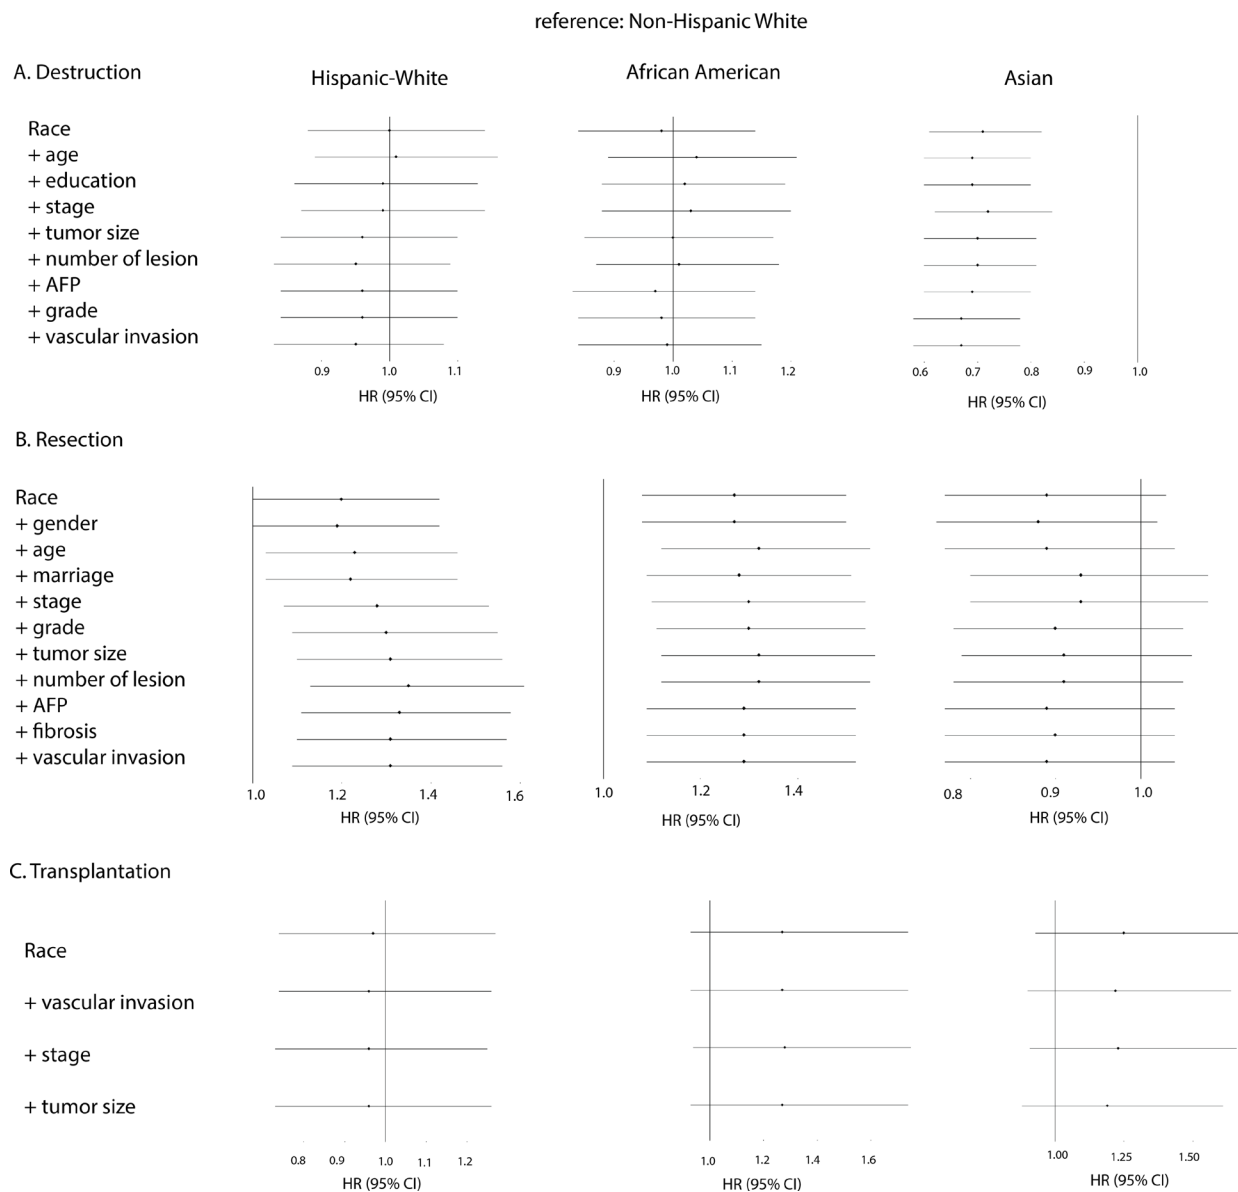 reference: Non-Hispanic White
A. Destruction
Hispanic-White
African American
Asian
Race
+ age
+ education
+ stage
+ tumor size
+ number of lesion
+ AFP
+ grade
+ vascular invasion
0.9 1.0 1.1
HR (95% CI)
0.9 1.0 1.1 1.2
HR (95% CI)
0.6 0.7 0.8 0.9 1.0
HR (95% CI)
B. Resection
Race
+ gender
+ age
+ marriage
+ stage
+ grade
+ tumor size
+ number of lesion
+ AFP
+ fibrosis
+ vascular invasion
1.0 1.2 1.4 1.6
HR (95% CI)
1.0 1.2 1.4
HR (95% CI)
0.8 0.9 1.0
HR (95% CI)
C. Transplantation
Race
+ vascular invasion
+ stage
+ tumor size
0.8 0.9 1.0 1.1 1.2
HR (95% CI)
1.0 1.2 1.4 1.6
HR (95% CI)
1.00 1.25 1.50
HR (95% CI)